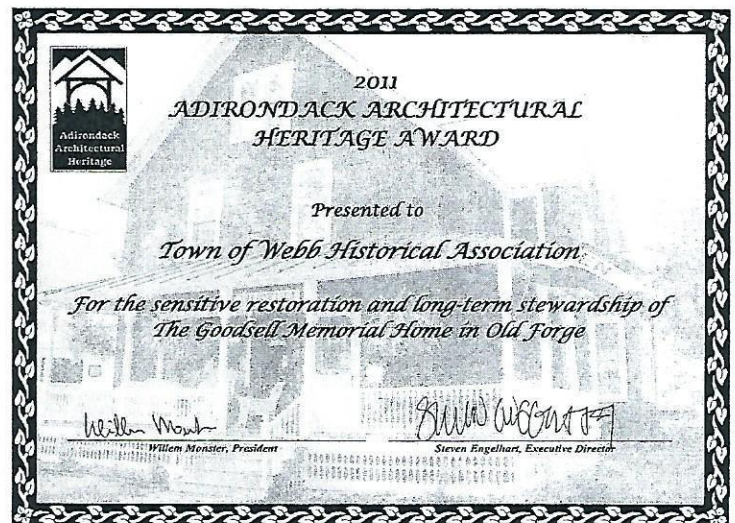 Adirondack
Architectural
Heritage
2011
ADIRONDACK ARCHITECTURAL
HERITAGE AWARD
Presented to
Town of Webb Historical Association
For the sensitive restoration and long-term stewardship of
The Goodsell Memorial Home in Old Forge
Willem Monster, President
Steven Engelhart, Executive Director